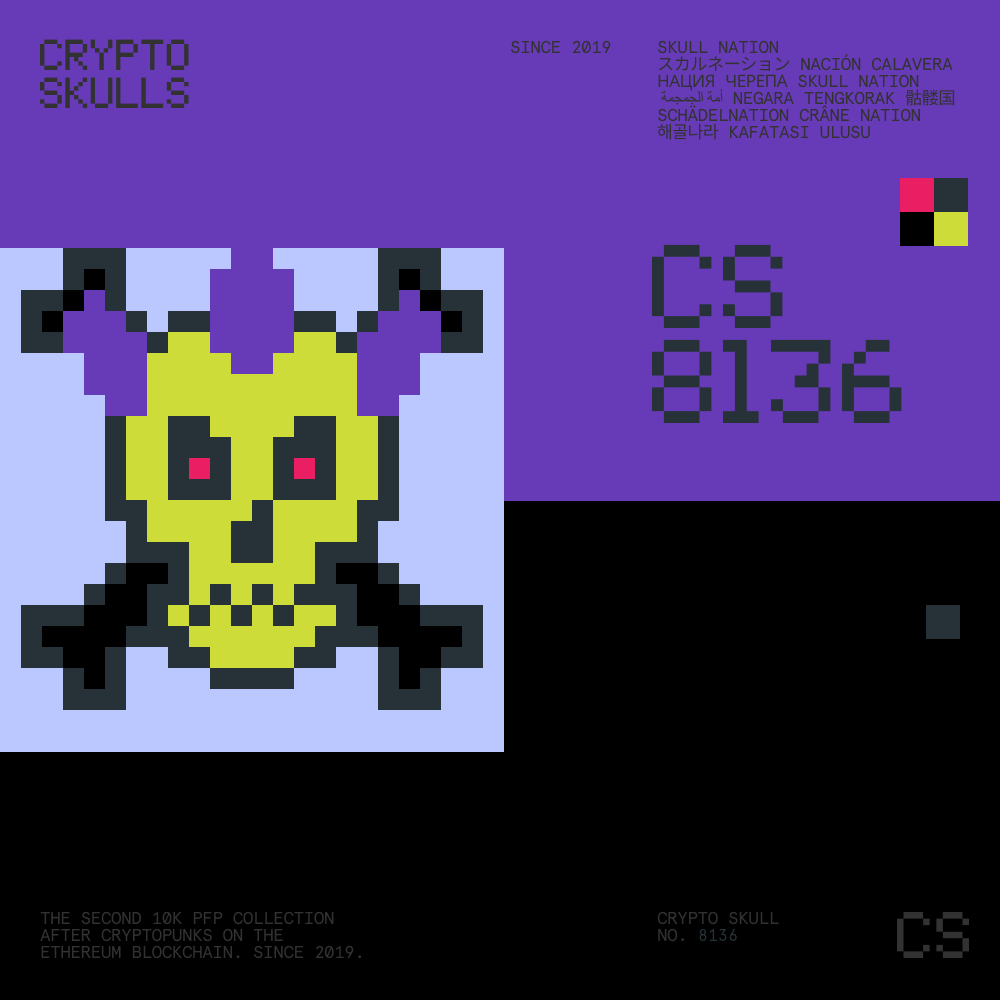 CRYPTO
SKULLS
SINCE 2019
SKULL NATION
スカルネーション NACIÓN CALAVERA
НАЦИЯ ЧЕРЕПА SKULL NATION
أمة الجمجمة NEGARA TENGKORAK 骷髅国
SCHÄDELNATION CRÂNE NATION
해골나라 KAFATASI ULUSU
CS
8136
THE SECOND 10K PFP COLLECTION
AFTER CRYPTOPUNKS ON THE
ETHEREUM BLOCKCHAIN. SINCE 2019.
CRYPTO SKULL
NO. 8136
CS